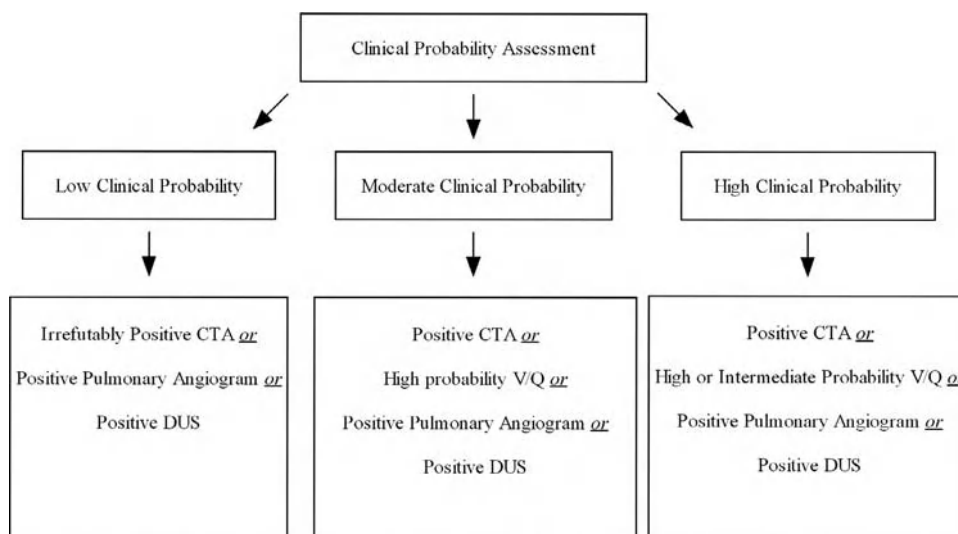 Clinical Probability Assessment
Low Clinical Probability
Moderate Clinical Probability
High Clinical Probability
Irrefutably Positive CTA or
Positive Pulmonary Angiogram or
Positive DUS
Positive CTA or
High probability V/Q or
Positive Pulmonary Angiogram or
Positive DUS
Positive CTA or
High or Intermediate Probability V/Q or
Positive Pulmonary Angiogram or
Positive DUS